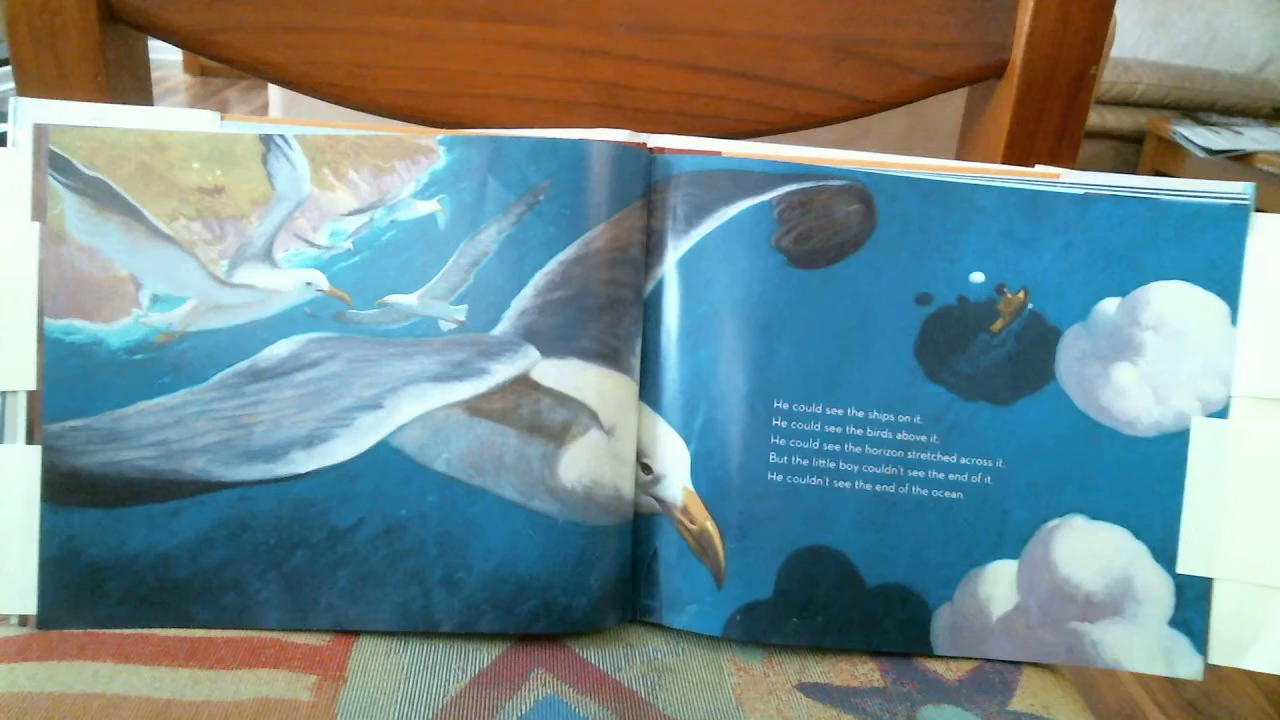 He could see the ships on it.
He could see the birds above it.
He could see the horizon stretched across it.
But the little boy couldn't see the end of it.
He couldn't see the end of the ocean.